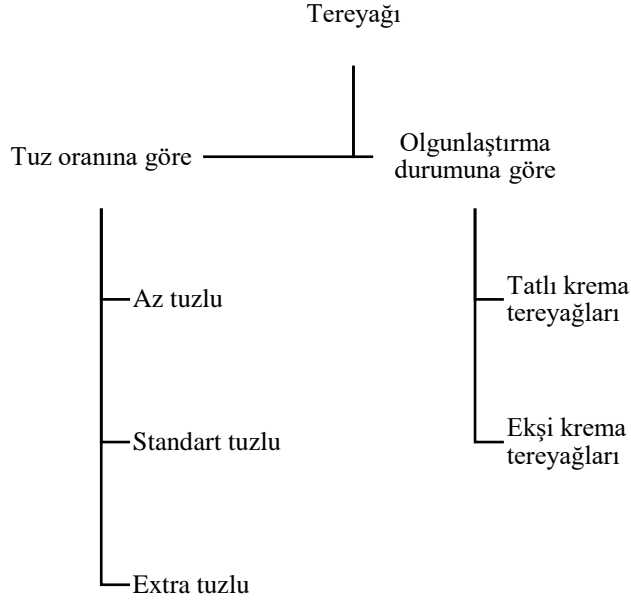 Tereyağı
Tuz oranına göre
Olgunlaştırma
durumuna göre
Az tuzlu
Standart tuzlu
Extra tuzlu
Tatlı krema
tereyağları
Ekşi krema
tereyağları